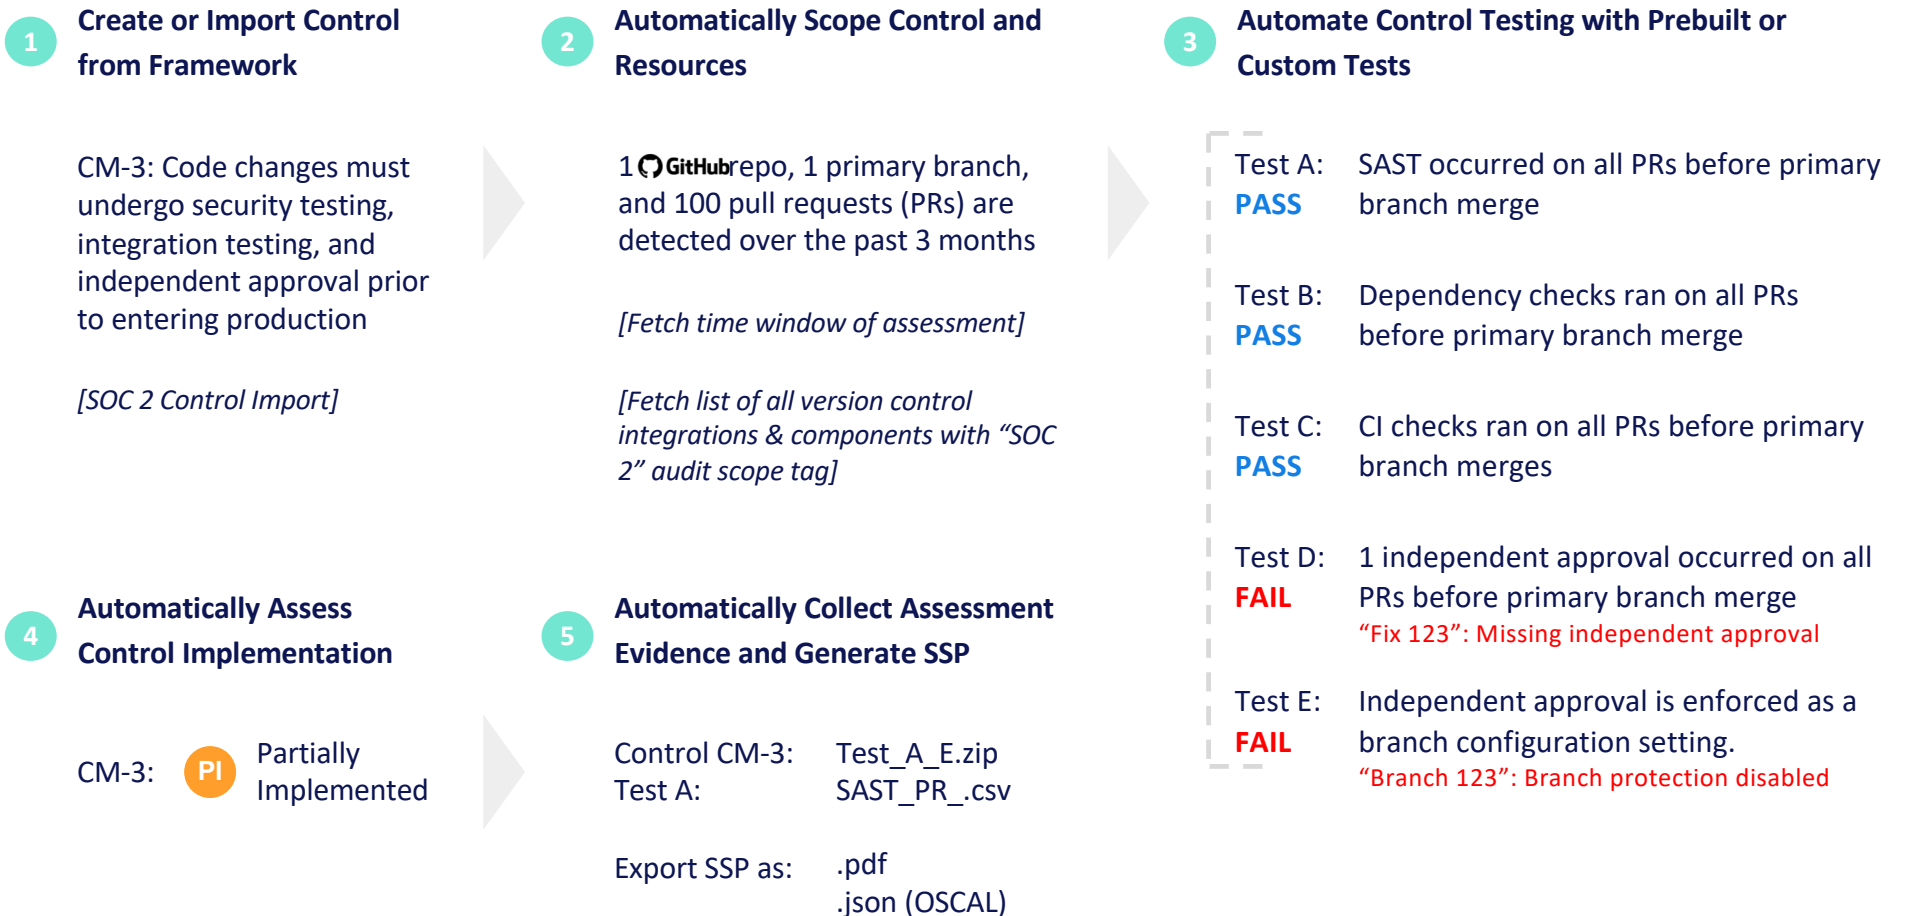 1
Create or Import Control
from Framework
CM-3: Code changes must
undergo security testing,
integration testing, and
independent approval prior
to entering production
[SOC 2 Control Import]
2
Automatically Scope Control and
Resources
1 GitHub repo, 1 primary branch,
and 100 pull requests (PRs) are
detected over the past 3 months
[Fetch time window of assessment]
[Fetch list of all version control
integrations & components with “SOC
2” audit scope tag]
3
Automate Control Testing with Prebuilt or
Custom Tests
Test A: SAST occurred on all PRs before primary
PASS branch merge
Test B: Dependency checks ran on all PRs
PASS before primary branch merge
Test C: CI checks ran on all PRs before primary
PASS branch merges
Test D: 1 independent approval occurred on all
FAIL PRs before primary branch merge
“Fix 123”: Missing independent approval
Test E: Independent approval is enforced as a
FAIL branch configuration setting.
“Branch 123”: Branch protection disabled
4
Automatically Assess
Control Implementation
CM-3: PI Partially
Implemented
5
Automatically Collect Assessment
Evidence and Generate SSP
Control CM-3: Test_A_E.zip
Test A: SAST_PR_.csv
Export SSP as: .pdf
.json (OSCAL)